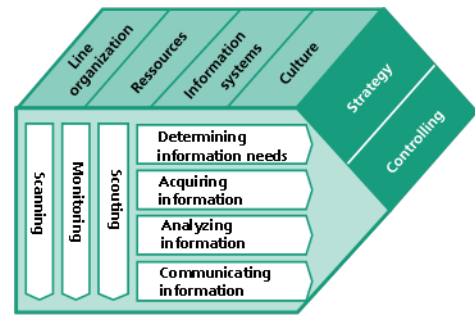 Line
organization
Ressources
Information
systems
Culture
Strategy
Controlling
Scanning
Monitoring
Scouting
Determining
information needs
Acquiring
information
Analyzing
information
Communicating
information